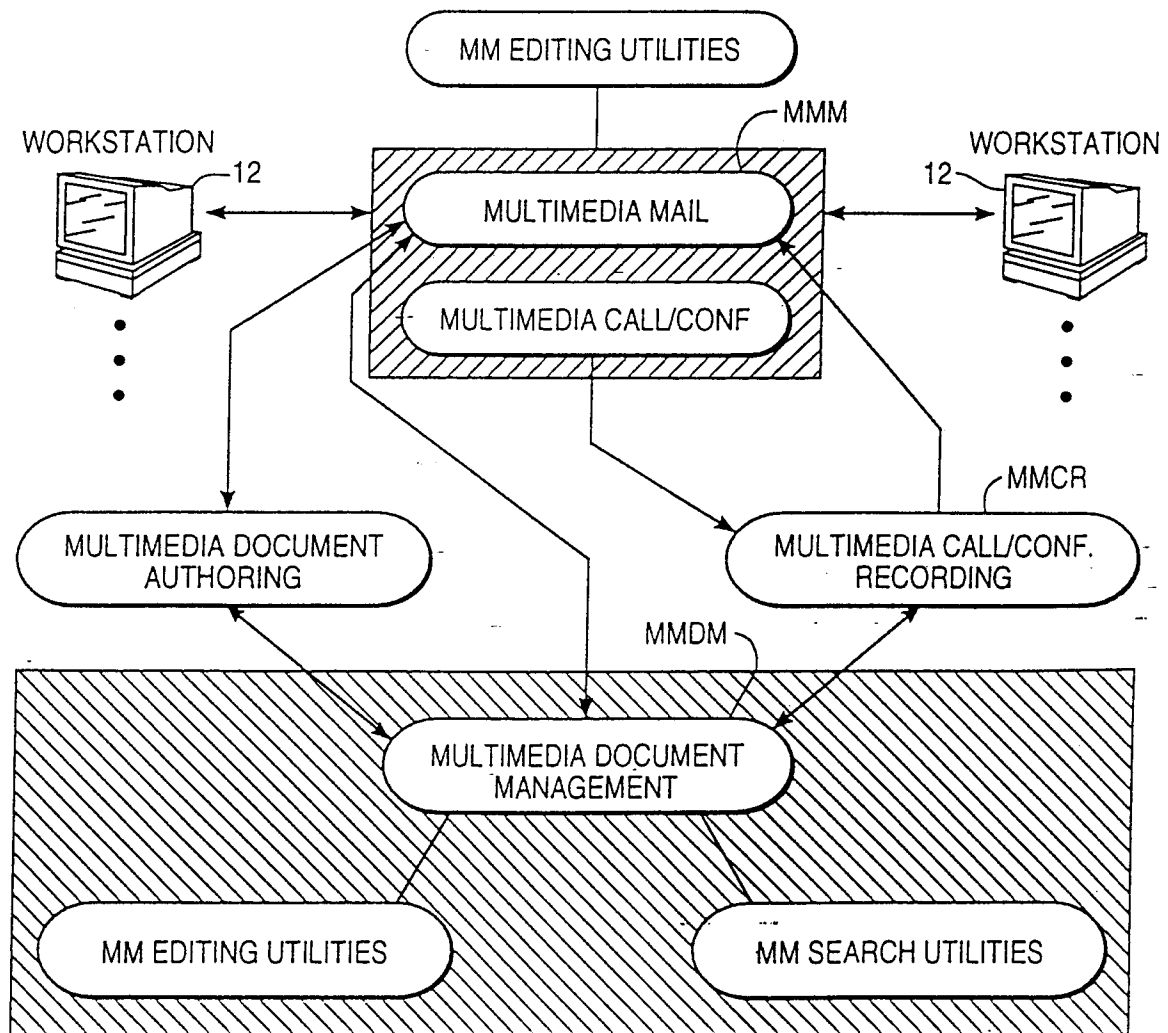 MM EDITING UTILITIES
MMM
WORKSTATION
12
WORKSTATION
12
MULTIMEDIA MAIL
MULTIMEDIA CALL/CONF
MMCR
MULTIMEDIA DOCUMENT
AUTHORING
MULTIMEDIA CALL/CONF.
RECORDING
MMDM
MULTIMEDIA DOCUMENT
MANAGEMENT
MM EDITING UTILITIES
MM SEARCH UTILITIES